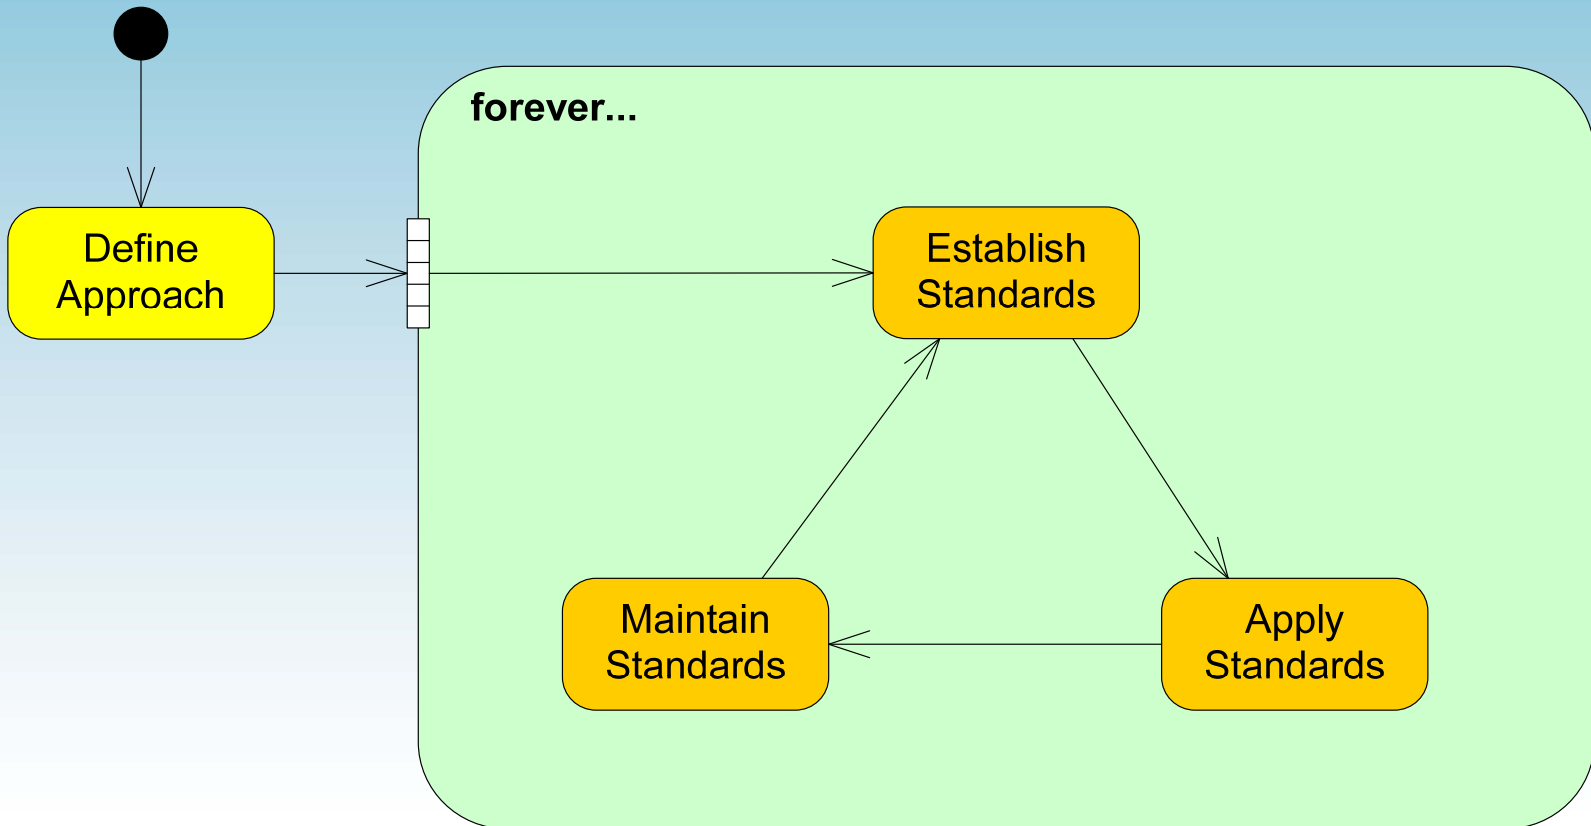 forever...
Define
Approach
Establish
Standards
Maintain
Standards
Apply
Standards